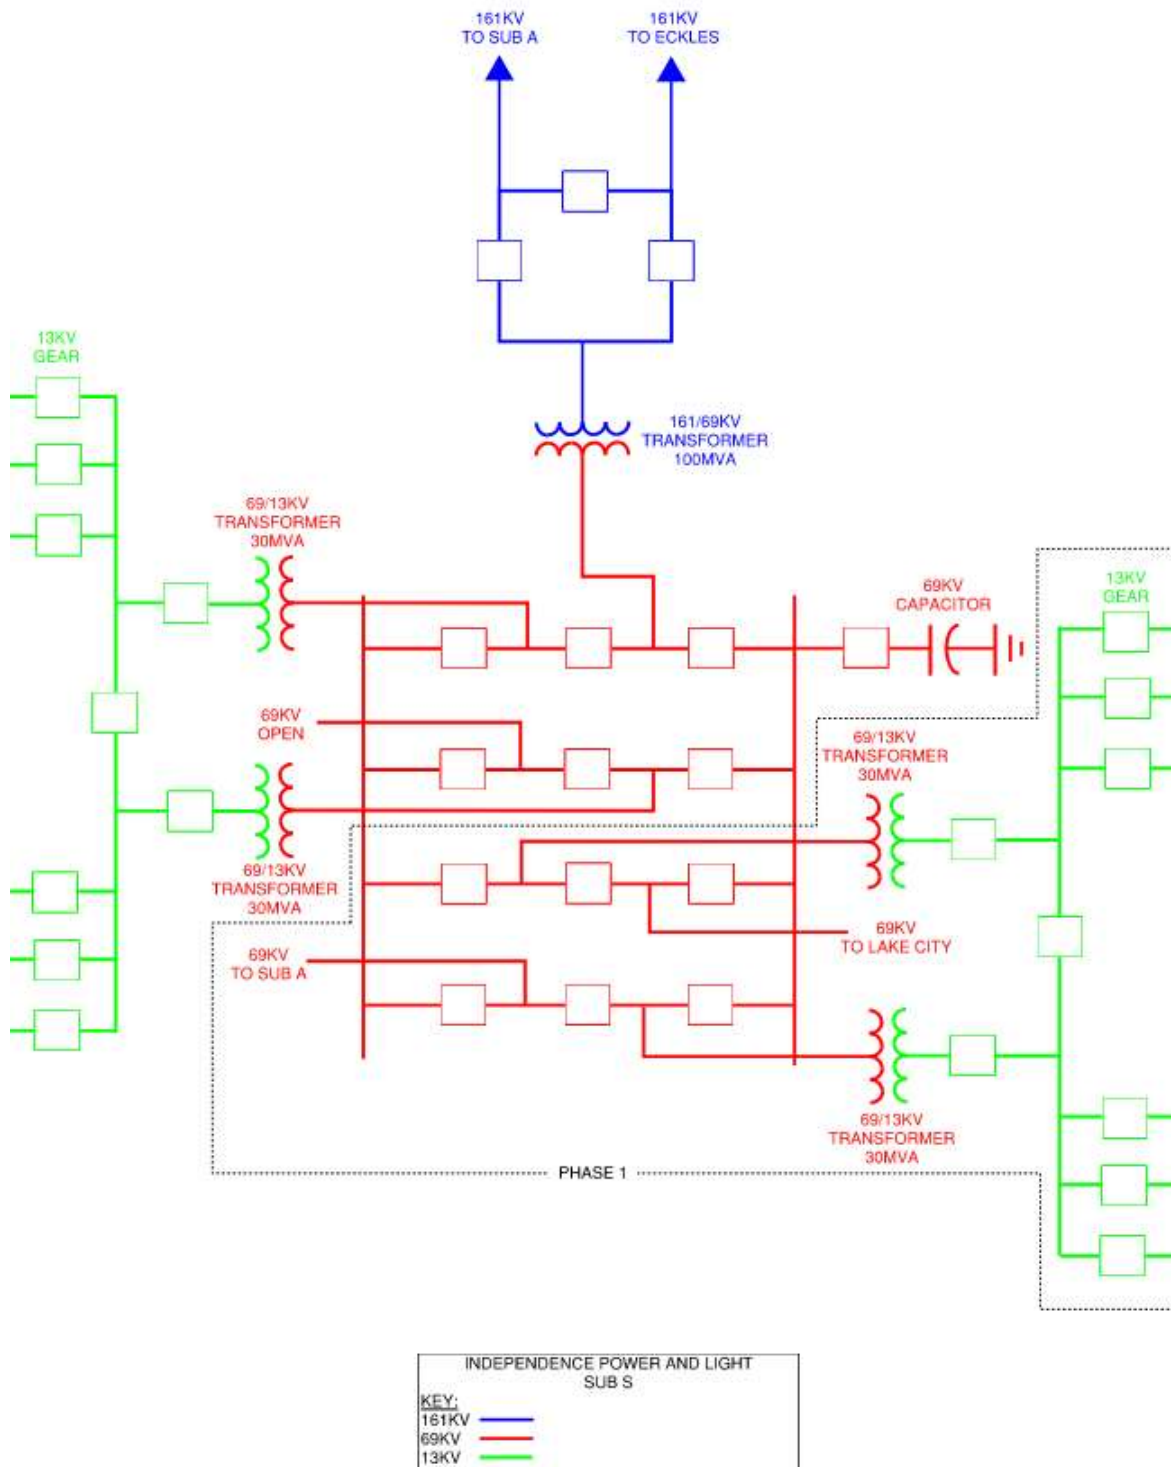 161KV
TO SUB A
161KV
TO ECKLES
13KV
GEAR
161/69KV
TRANSFORMER
100MVA
69/13KV
TRANSFORMER
30MVA
69KV
CAPACITOR
13KV
GEAR
69KV
OPEN
69/13KV
TRANSFORMER
30MVA
69/13KV
TRANSFORMER
30MVA
69KV
TO LAKE CITY
69KV
TO SUB A
69/13KV
TRANSFORMER
30MVA
PHASE 1
INDEPENDENCE POWER AND LIGHT
SUB S
KEY:
161KV
69KV
13KV